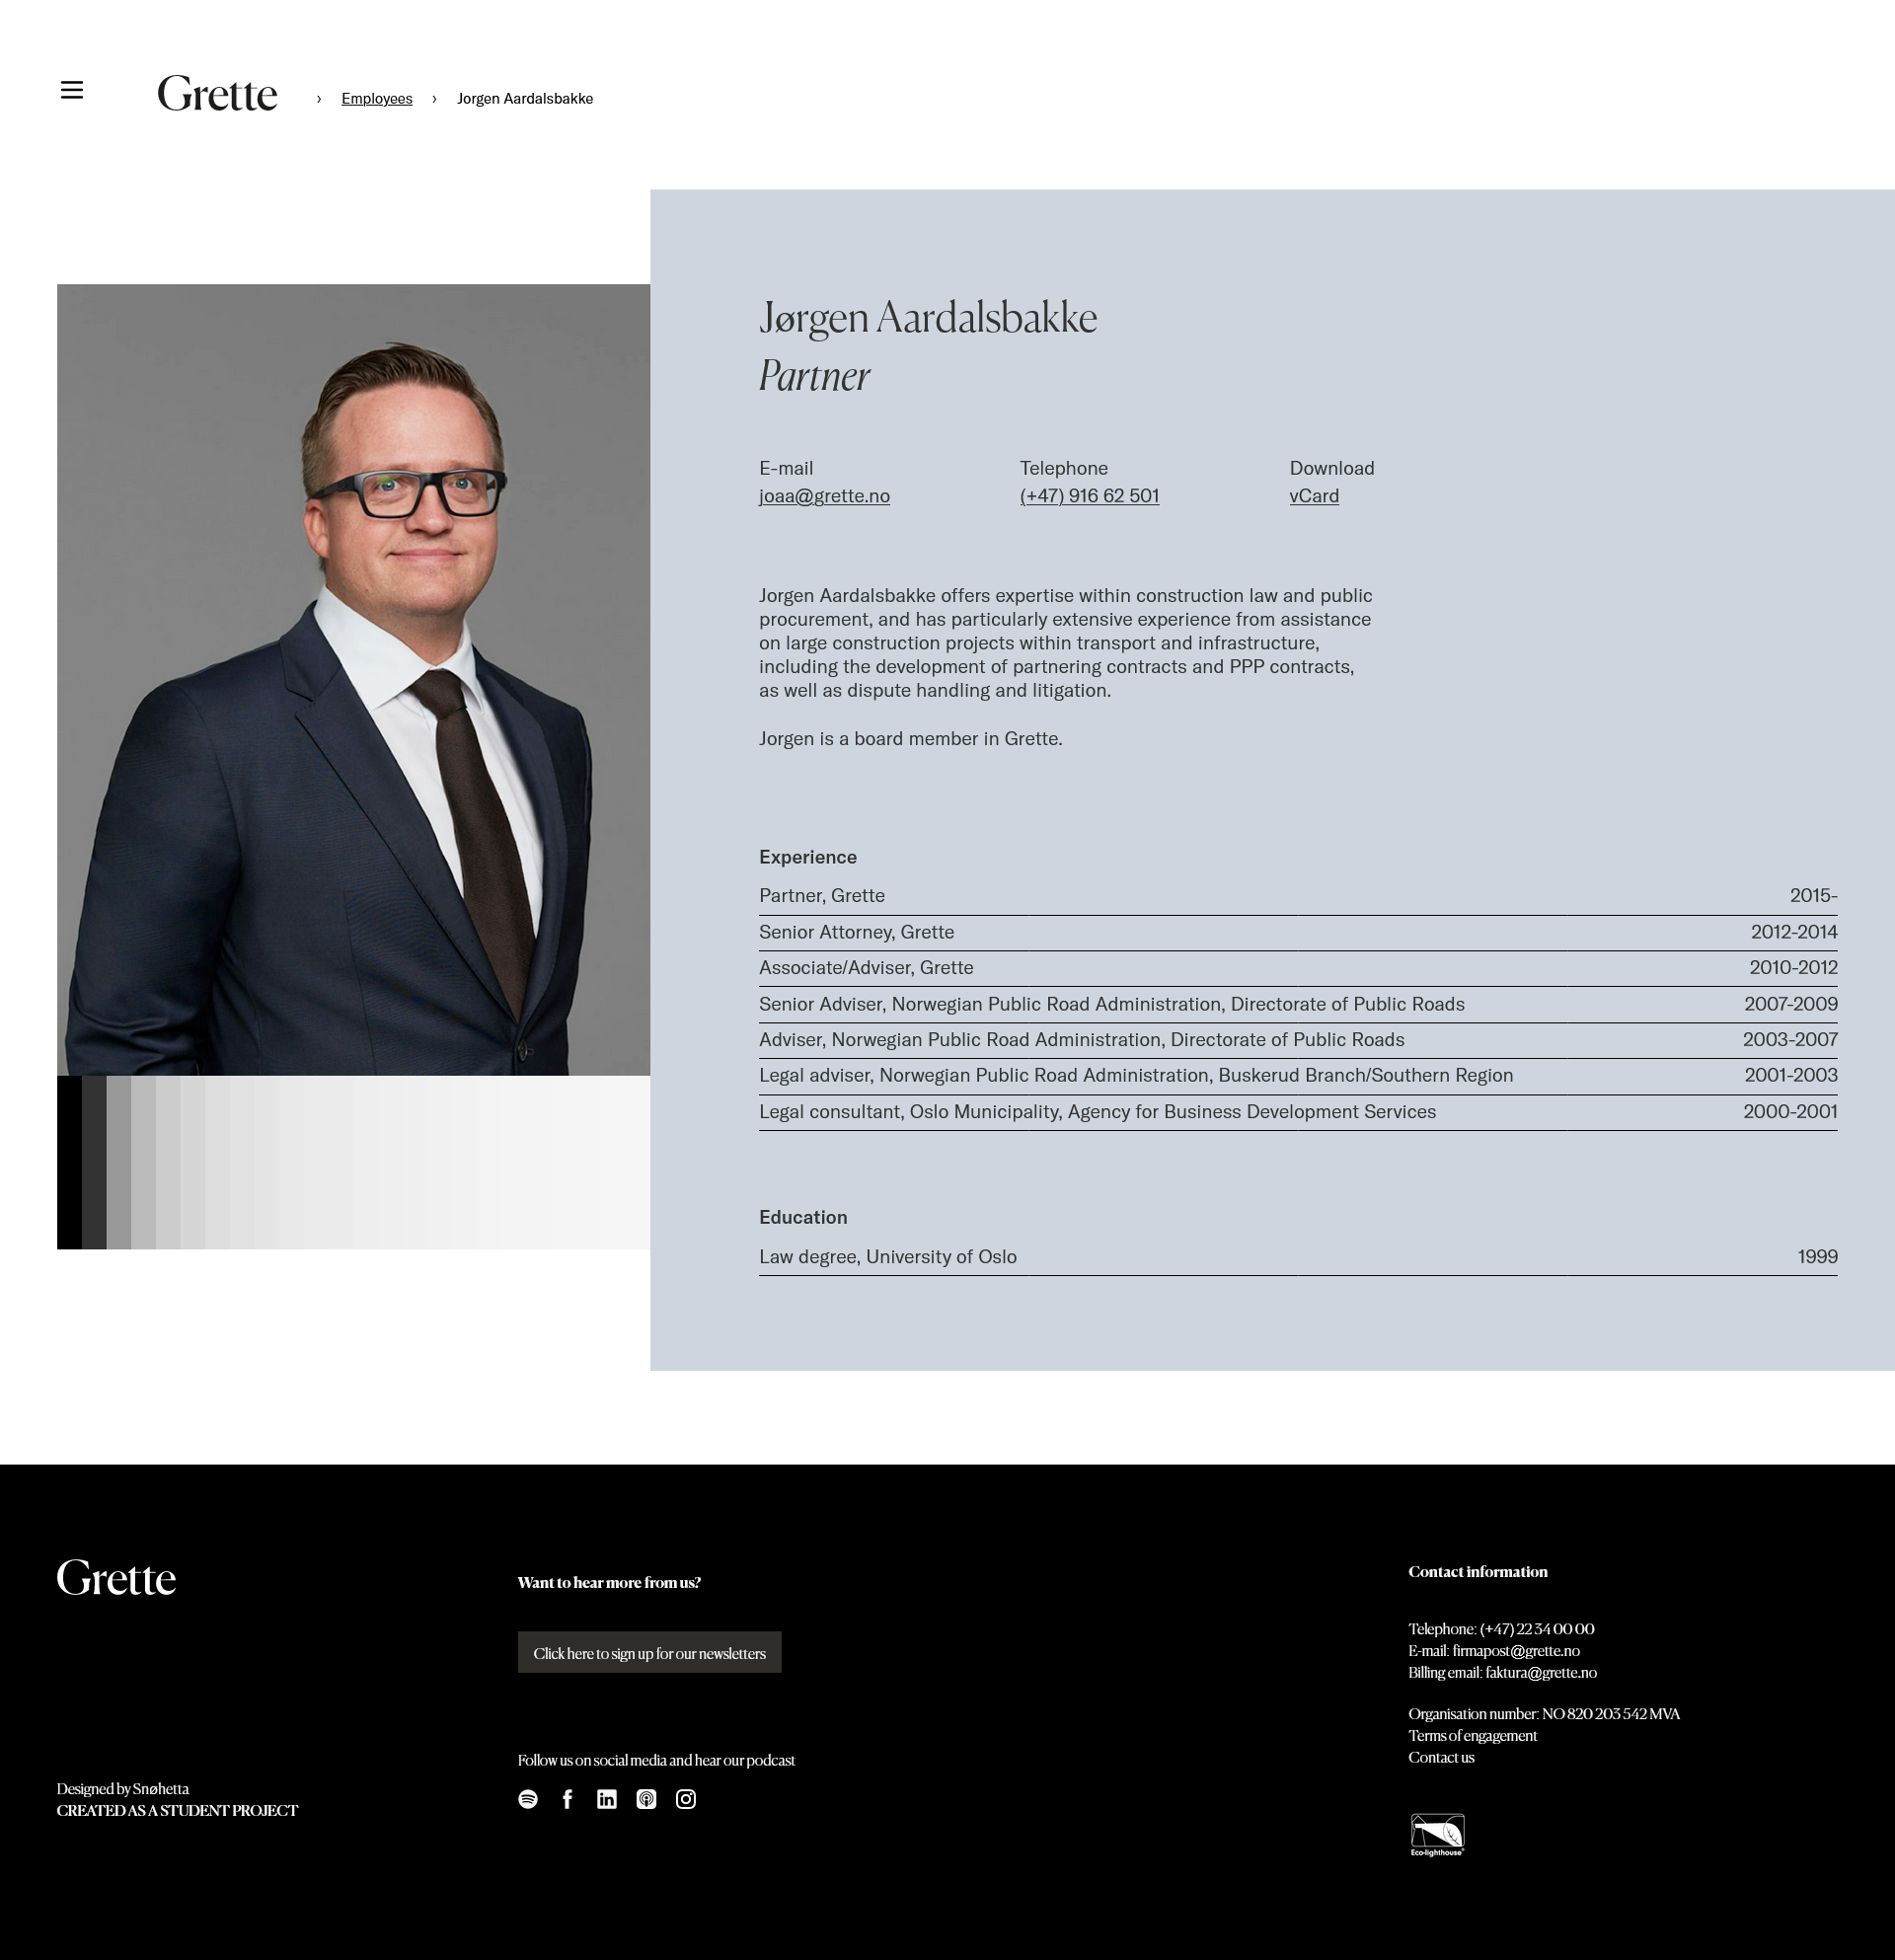 Grette
› Employees › Jorgen Aardalsbakke
Jørgen Aardalsbakke
Partner
E-mail
joaa@grette.no
Telephone
(+47) 916 62 501
Download
vCard
Jorgen Aardalsbakke offers expertise within construction law and public
procurement, and has particularly extensive experience from assistance
on large construction projects within transport and infrastructure,
including the development of partnering contracts and PPP contracts,
as well as dispute handling and litigation.
Jorgen is a board member in Grette.
Experience
Partner, Grette 2015-
Senior Attorney, Grette 2012-2014
Associate/Adviser, Grette 2010-2012
Senior Adviser, Norwegian Public Road Administration, Directorate of Public Roads 2007-2009
Adviser, Norwegian Public Road Administration, Directorate of Public Roads 2003-2007
Legal adviser, Norwegian Public Road Administration, Buskerud Branch/Southern Region 2001-2003
Legal consultant, Oslo Municipality, Agency for Business Development Services 2000-2001
Education
Law degree, University of Oslo 1999
Grette
Designed by Snøhetta
CREATED AS A STUDENT PROJECT
Want to hear more from us?
Click here to sign up for our newsletters
Follow us on social media and hear our podcast
Contact information
Telephone: (+47) 22 34 00 00
E-mail: firmapost@grette.no
Billing email: faktura@grette.no
Organisation number: NO 820 203 542 MVA
Terms of engagement
Contact us
Eco-lighthouse®